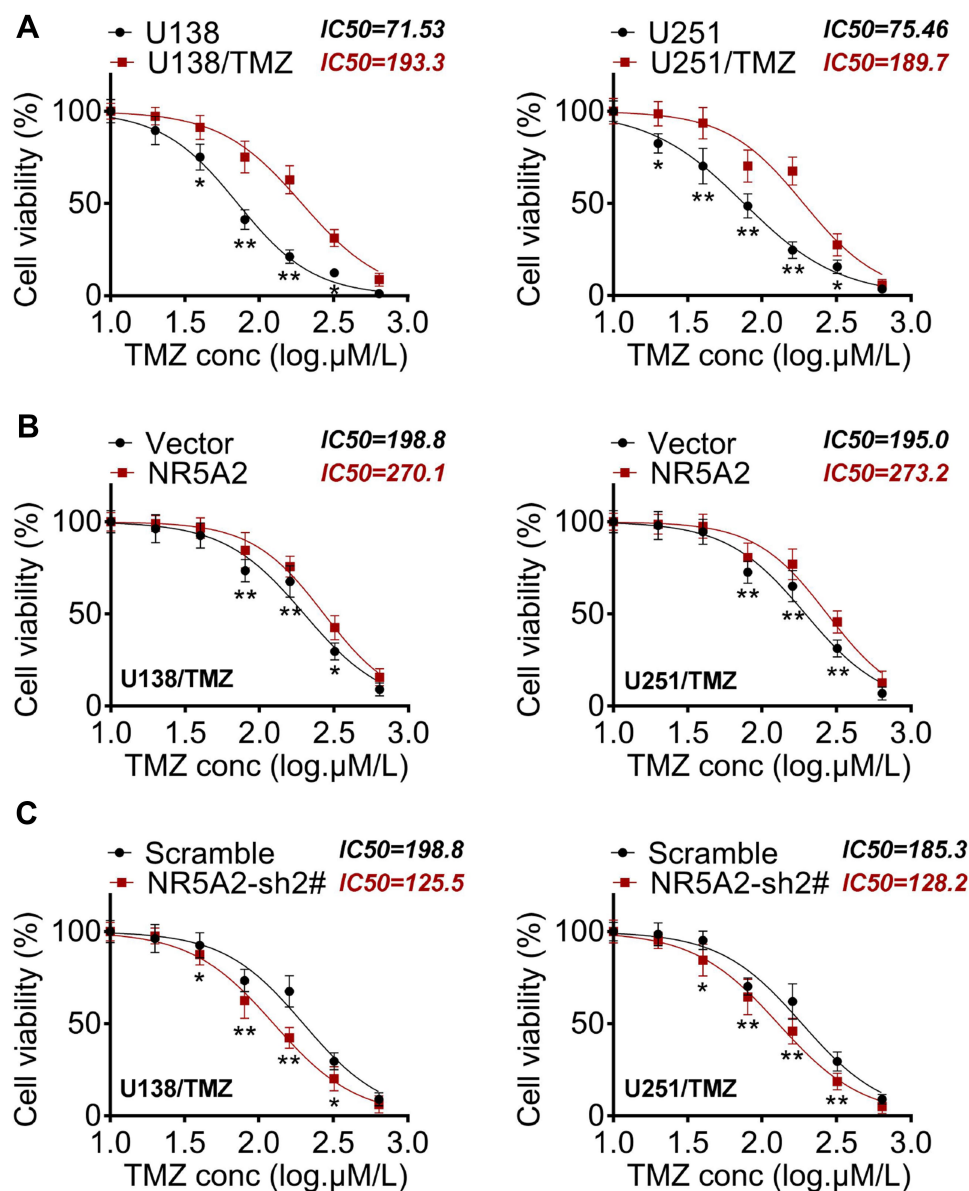 A
U138 IC50=71.53
U138/TMZ IC50=193.3
Cell viability (%)
100
50
0
* ** ** *
1.0 1.5 2.0 2.5 3.0
TMZ conc (log.µM/L)
U251 IC50=75.46
U251/TMZ IC50=189.7
Cell viability (%)
100
50
0
* ** ** ** *
1.0 1.5 2.0 2.5 3.0
TMZ conc (log.µM/L)
B
Vector IC50=198.8
NR5A2 IC50=270.1
Cell viability (%)
100
50
0
** ** *
U138/TMZ
1.0 1.5 2.0 2.5 3.0
TMZ conc (log.µM/L)
Vector IC50=195.0
NR5A2 IC50=273.2
Cell viability (%)
100
50
0
** ** **
U251/TMZ
1.0 1.5 2.0 2.5 3.0
TMZ conc (log.µM/L)
C
Scramble IC50=198.8
NR5A2-sh2# IC50=125.5
Cell viability (%)
100
50
0
* ** ** *
U138/TMZ
1.0 1.5 2.0 2.5 3.0
TMZ conc (log.µM/L)
Scramble IC50=185.3
NR5A2-sh2# IC50=128.2
Cell viability (%)
100
50
0
* ** ** **
U251/TMZ
1.0 1.5 2.0 2.5 3.0
TMZ conc (log.µM/L)